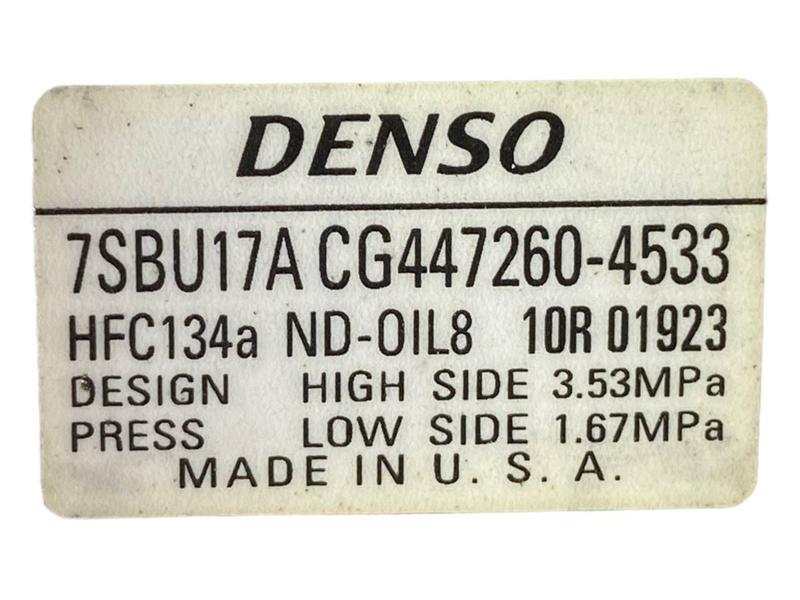 DENSO
7SBU17A CG447260-4533
HFC134a ND-OIL8 10R 01923
DESIGN HIGH SIDE 3.53MPa
PRESS LOW SIDE 1.67MPa
MADE IN U. S. A.